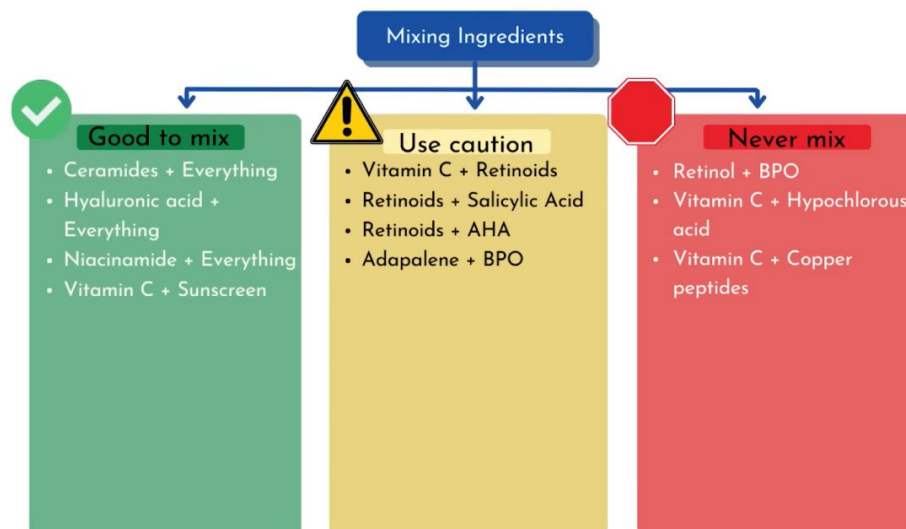 Mixing Ingredients
Good to mix
• Ceramides + Everything
• Hyaluronic acid +
Everything
• Niacinamide + Everything
• Vitamin C + Sunscreen
Use caution
• Vitamin C + Retinoids
• Retinoids + Salicylic Acid
• Retinoids + AHA
• Adapalene + BPO
Never mix
• Retinol + BPO
• Vitamin C + Hypochlorous
acid
• Vitamin C + Copper
peptides